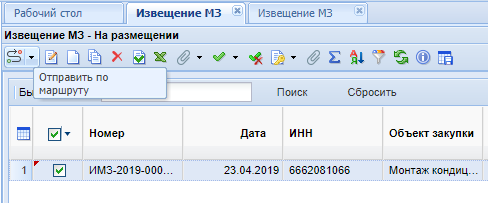 Рабочий стол Извещение МЗ Извещение МЗ
Извещение МЗ - На размещении
Отправить по
маршруту
Бы Поиск Сбросить
Номер Дата ИНН Объект закупки
1 ИМЗ-2019-000... 23.04.2019 6662081066 Монтаж кондиц...